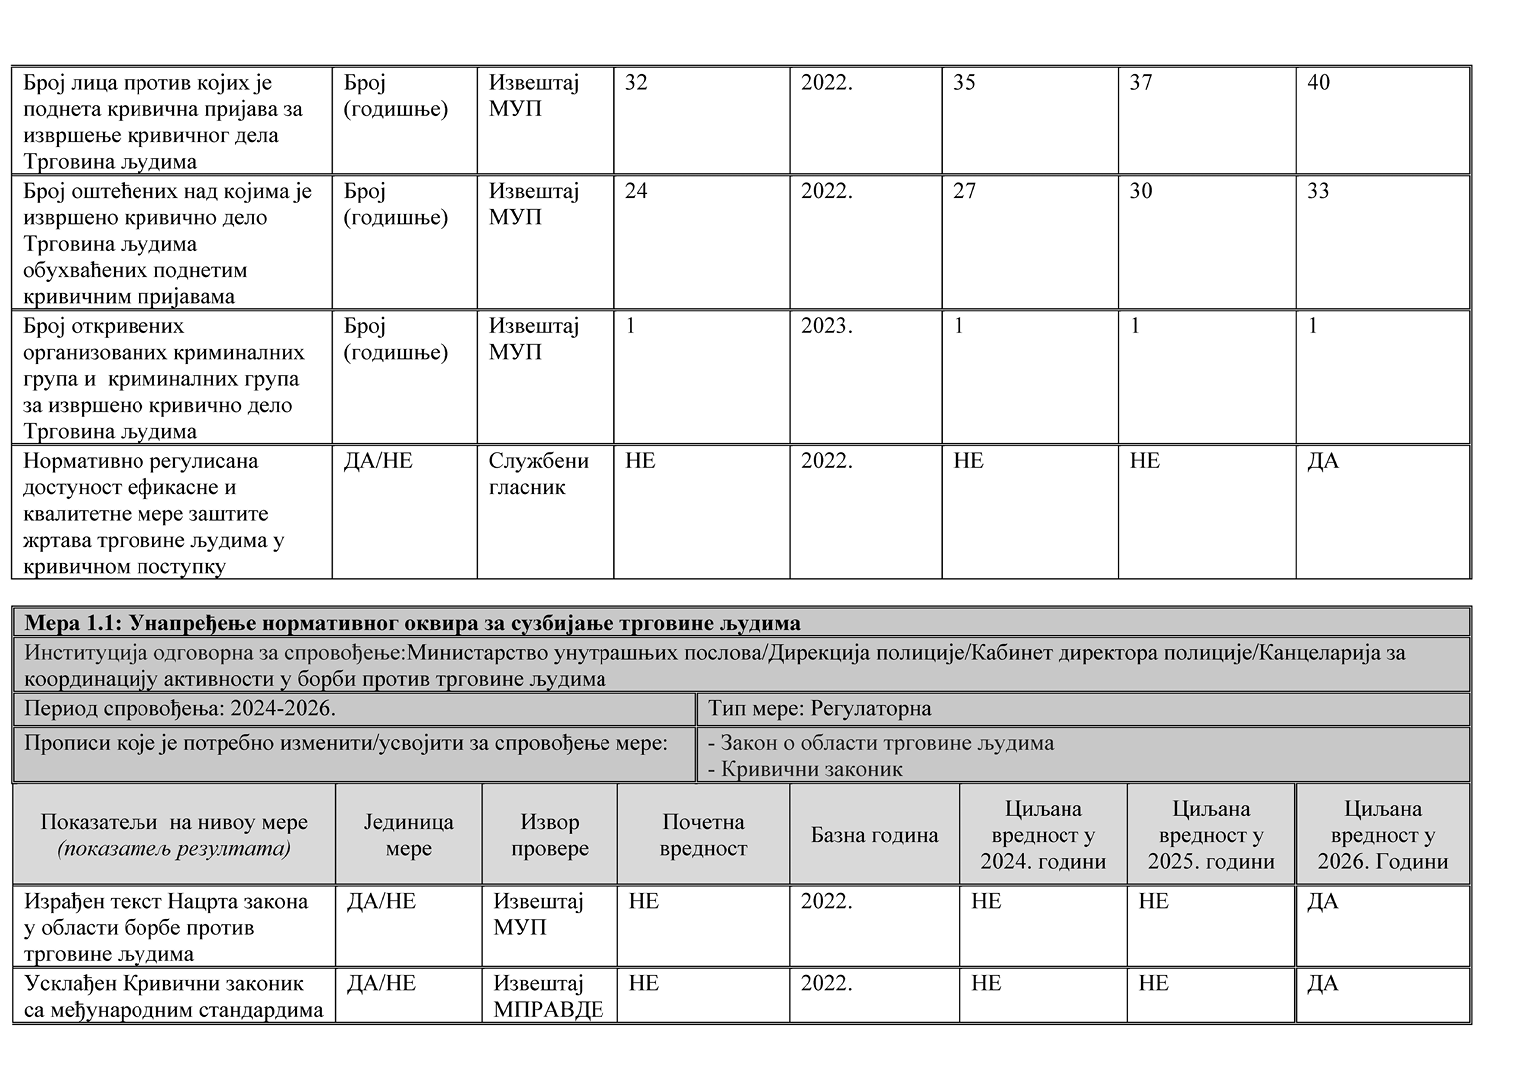 Број лица против којих је
поднета кривична пријава за
извршење кривичног дела
Трговина људима
Број
(годишње)
Извештај
МУП
32
2022.
35
37
40
Број оштећених над којима је
извршено кривично дело
Трговина људима
обухваћених поднетим
кривичним пријавама
Број
(годишње)
Извештај
МУП
24
2022.
27
30
33
Број откривених
организованих криминалних
група и  криминалних група
за извршено кривично дело
Трговина људима
Број
(годишње)
Извештај
МУП
1
2023.
1
1
1
Нормативно регулисана
достуност ефикасне и
квалитетне мере заштите
жртава трговине људима у
кривичном поступку
ДА/НЕ
Службени
гласник
НЕ
2022.
НЕ
НЕ
ДА
Мера 1.1: Унапређење нормативног оквира за сузбијање трговине људима
Институција одговорна за спровођење:Министарство унутрашњих послова/Дирекција полиције/Кабинет директора полиције/Канцеларија за
координацију активности у борби против трговине људима
Период спровођења: 2024-2026.
Тип мере: Регулаторна
Прописи које је потребно изменити/усвојити за спровођење мере:
- Закон о области трговине људима
- Кривични законик
Показатељи  на нивоу мере
(показатељ резултата)
Јединица
мере
Извор
провере
Почетна
вредност
Базна година
Циљана
вредност у
2024. години
Циљана
вредност у
2025. години
Циљана
вредност у
2026. Години
Израђен текст Нацрта закона
у области борбе против
трговине људима
ДА/НЕ
Извештај
МУП
НЕ
2022.
НЕ
НЕ
ДА
Усклађен Кривични законик
са међународним стандардима
ДА/НЕ
Извештај
МПРАВДЕ
НЕ
2022.
НЕ
НЕ
ДА